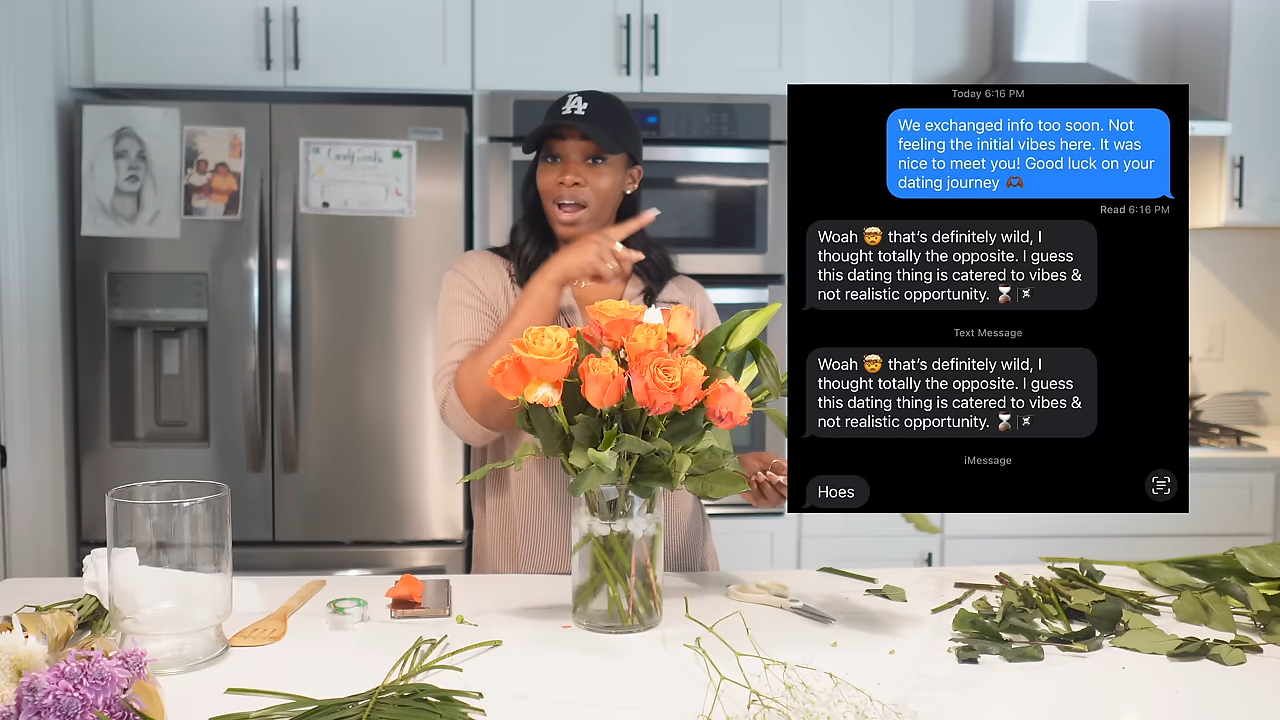 LA
Today 6:16 PM
We exchanged info too soon. Not
feeling the initial vibes here. It was
nice to meet you! Good luck on your
dating journey 🫶🏾
Read 6:16 PM
Woah 🤯 that's definitely wild, I
thought totally the opposite. I guess
this dating thing is catered to vibes &
not realistic opportunity. ⏳🏴‍☠️
Text Message
Woah 🤯 that's definitely wild, I
thought totally the opposite. I guess
this dating thing is catered to vibes &
not realistic opportunity. ⏳🏴‍☠️
iMessage
Hoes